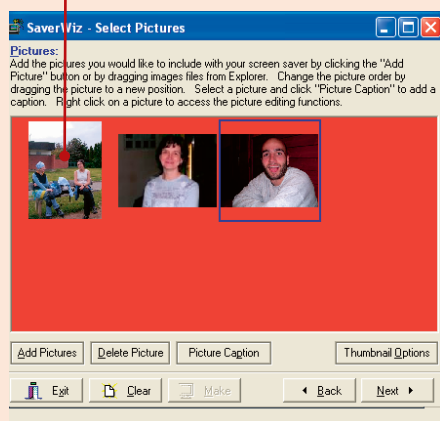 SaverWiz - Select Pictures
Pictures:
Add the pictures you would like to include with your screen saver by clicking the "Add
Picture" button or by dragging images files from Explorer. Change the picture order by
dragging the picture to a new position. Select a picture and click "Picture Caption" to add a
caption. Right click on a picture to access the picture editing functions.
Add Pictures Delete Picture Picture Caption Thumbnail Options
Exit Clear Make Back Next